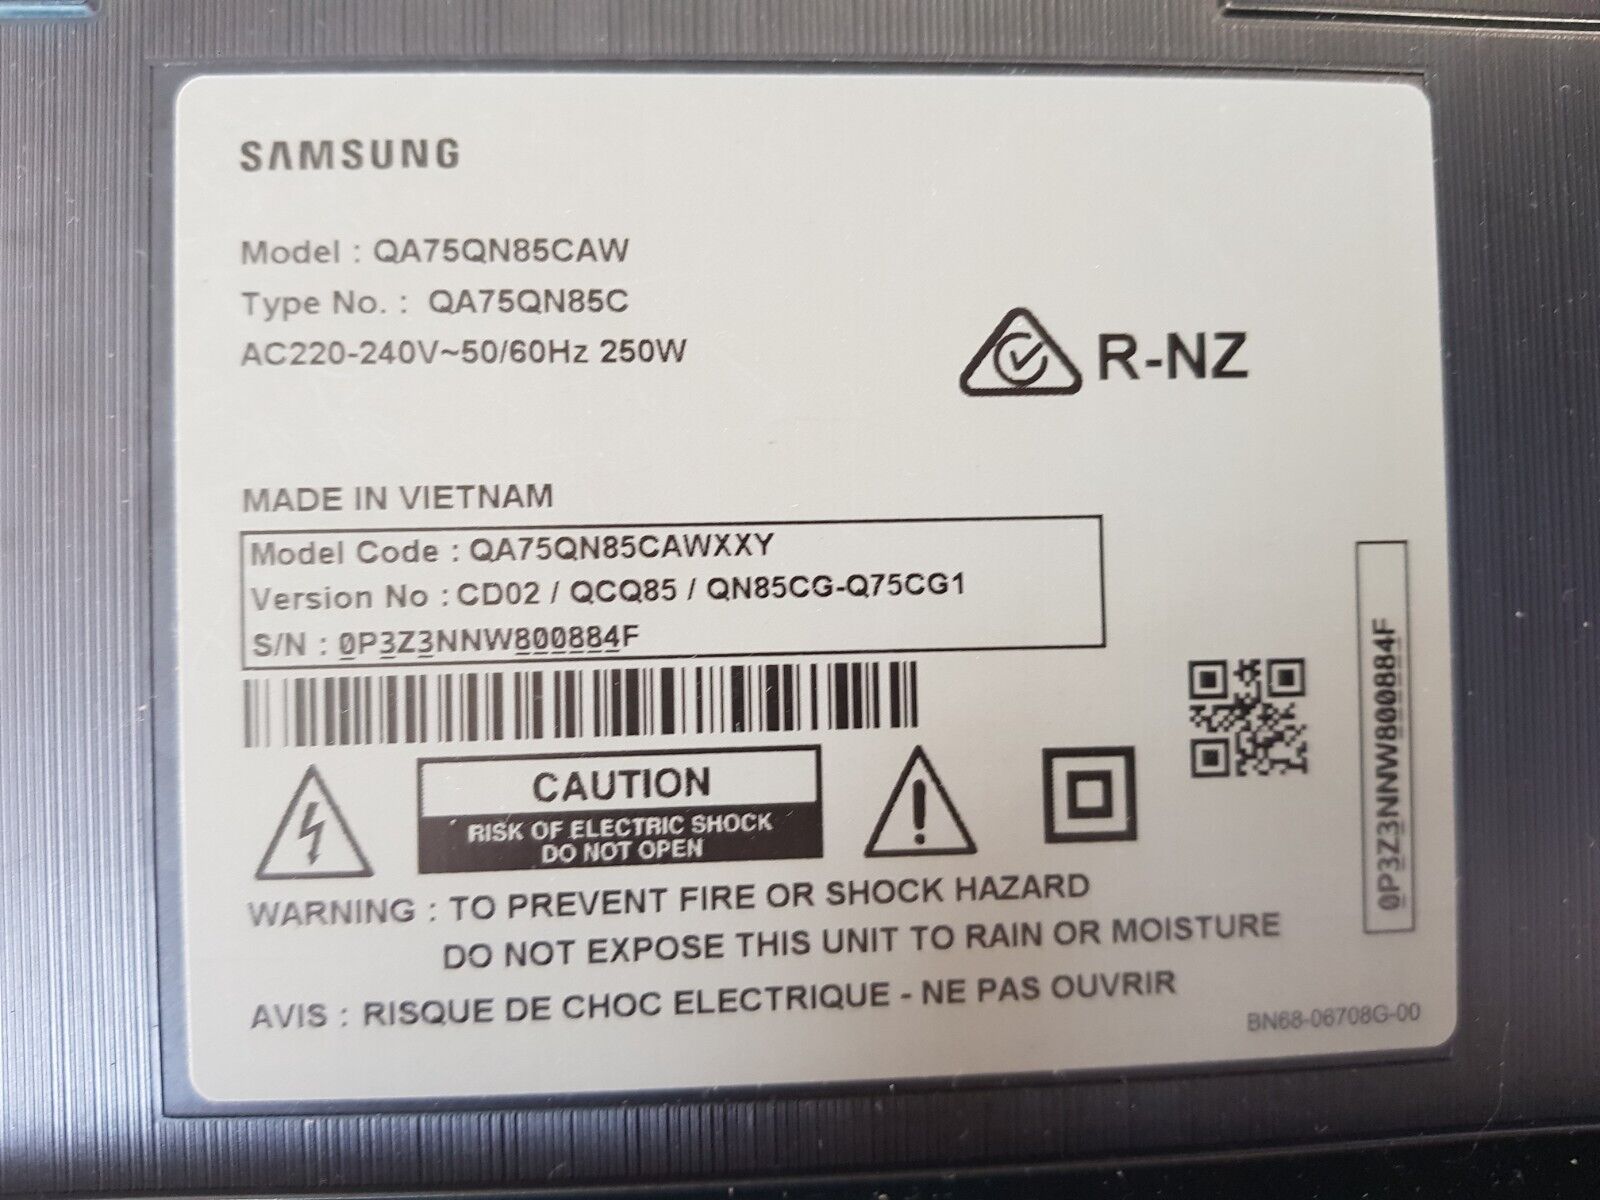 SAMSUNG
Model : QA75QN85CAW
Type No. : QA75QN85C
AC220-240V~50/60Hz 250W
R-NZ
MADE IN VIETNAM
Model Code : QA75QN85CAWXXY
Version No : CD02 / QCQ85 / QN85CG-Q75CG1
S/N : 0P3Z3NNW800884F
0P3Z3NNW800884F
CAUTION
RISK OF ELECTRIC SHOCK
DO NOT OPEN
WARNING : TO PREVENT FIRE OR SHOCK HAZARD
DO NOT EXPOSE THIS UNIT TO RAIN OR MOISTURE
AVIS : RISQUE DE CHOC ELECTRIQUE - NE PAS OUVRIR
BN68-06708G-00